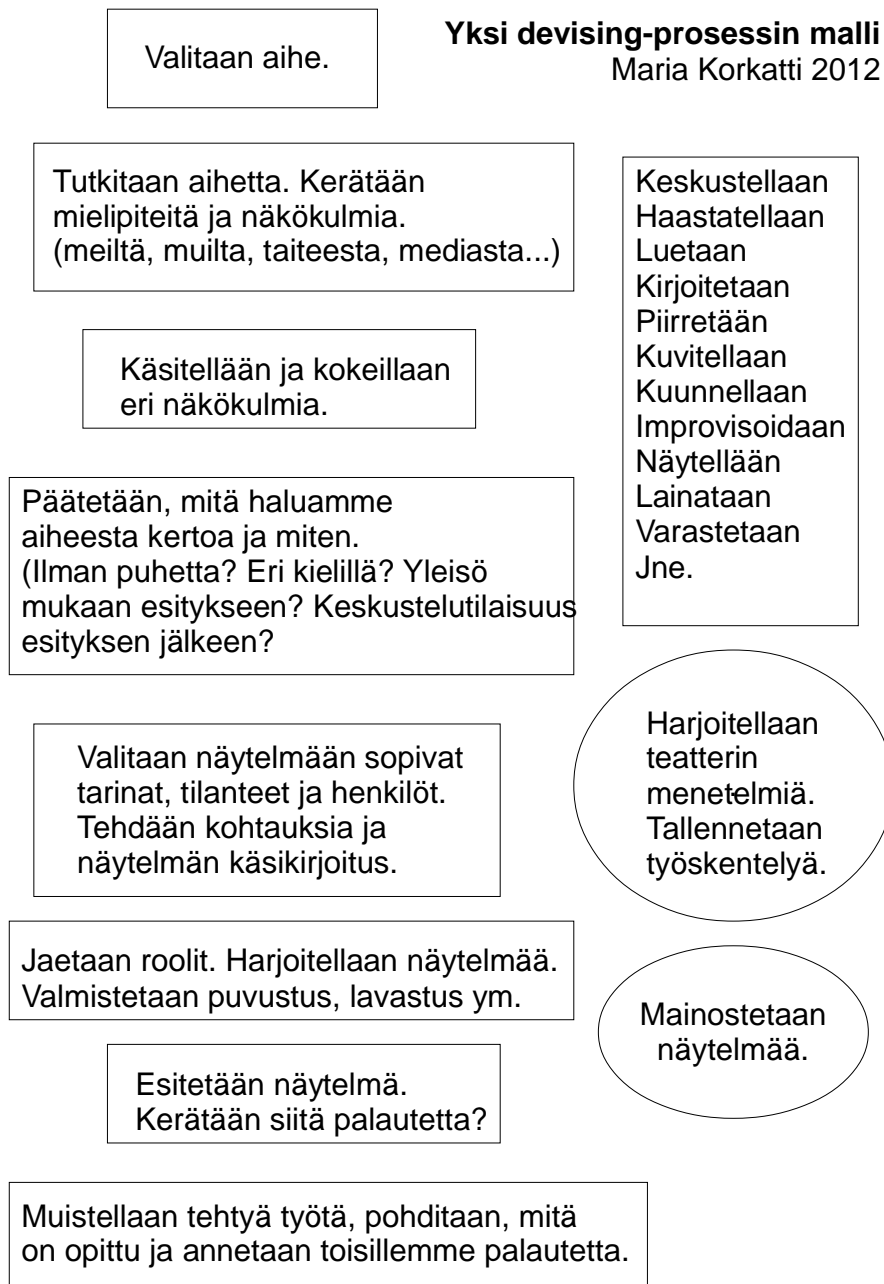 Yksi devising-prosessin malli
Maria Korkatti 2012
Valitaan aihe.
Tutkitaan aihetta. Kerätään
mielipiteitä ja näkökulmia.
(meiltä, muilta, taiteesta, mediasta...)
Käsitellään ja kokeillaan
eri näkökulmia.
Päätetään, mitä haluamme
aiheesta kertoa ja miten.
(Ilman puhetta? Eri kielillä? Yleisö
mukaan esitykseen? Keskustelutilaisuus
esityksen jälkeen?
Valitaan näytelmään sopivat
tarinat, tilanteet ja henkilöt.
Tehdään kohtauksia ja
näytelmän käsikirjoitus.
Jaetaan roolit. Harjoitellaan näytelmää.
Valmistetaan puvustus, lavastus ym.
Esitetään näytelmä.
Kerätään siitä palautetta?
Muistellaan tehtyä työtä, pohditaan, mitä
on opittu ja annetaan toisillemme palautetta.
Keskustellaan
Haastatellaan
Luetaan
Kirjoitetaan
Piirretään
Kuvitellaan
Kuunnellaan
Improvisoidaan
Näytellään
Lainataan
Varastetaan
Jne.
Harjoitellaan
teatterin
menetelmiä.
Tallennetaan
työskentelyä.
Mainostetaan
näytelmää.